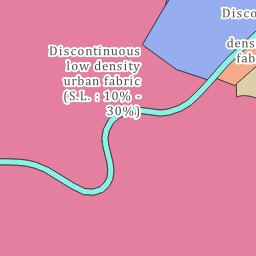 Discontinuous
low density
urban fabric
(S.L. : 10% -
30%)
Disco
dens
fab